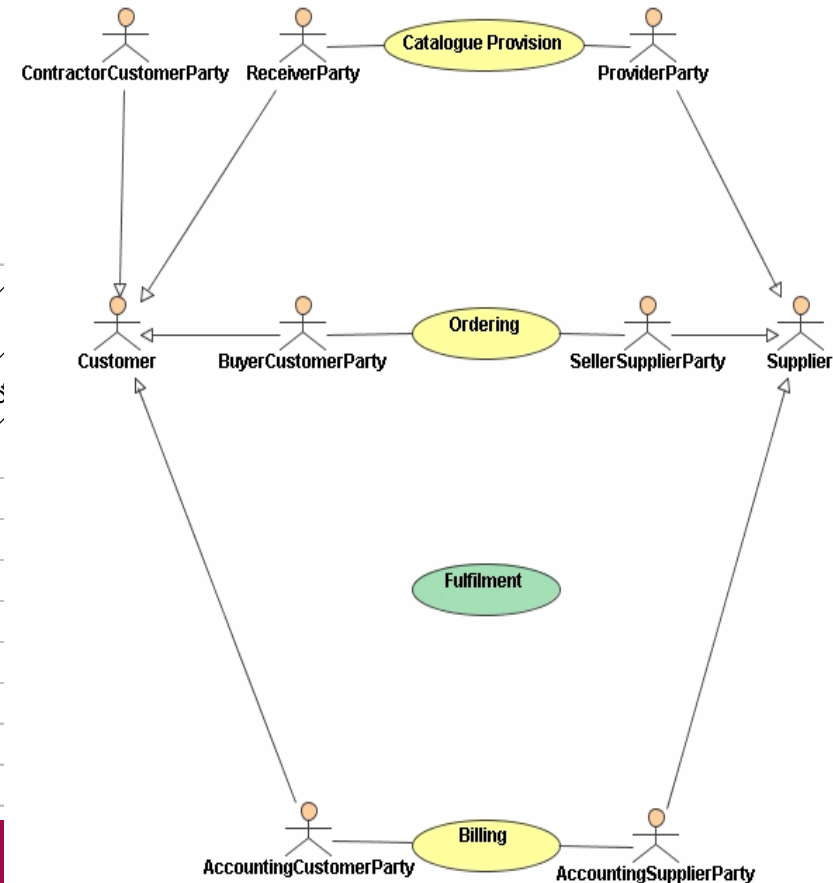 Catalogue Provision
ContractorCustomerParty ReceiverParty ProviderParty
Ordering
Customer BuyerCustomerParty SellerSupplierParty Supplier
Fulfilment
Billing
AccountingCustomerParty AccountingSupplierParty